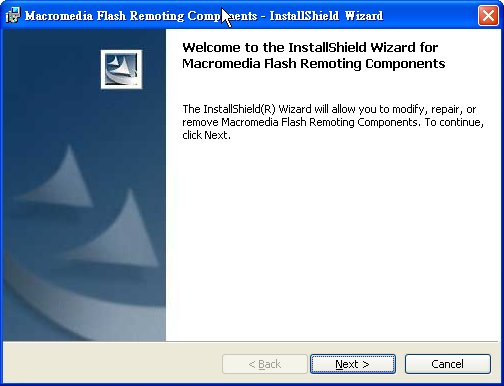 Macromedia Flash Remoting Components - InstallShield Wizard
Welcome to the InstallShield Wizard for
Macromedia Flash Remoting Components
The InstallShield(R) Wizard will allow you to modify, repair, or
remove Macromedia Flash Remoting Components. To continue,
click Next.
< Back
Next >
Cancel